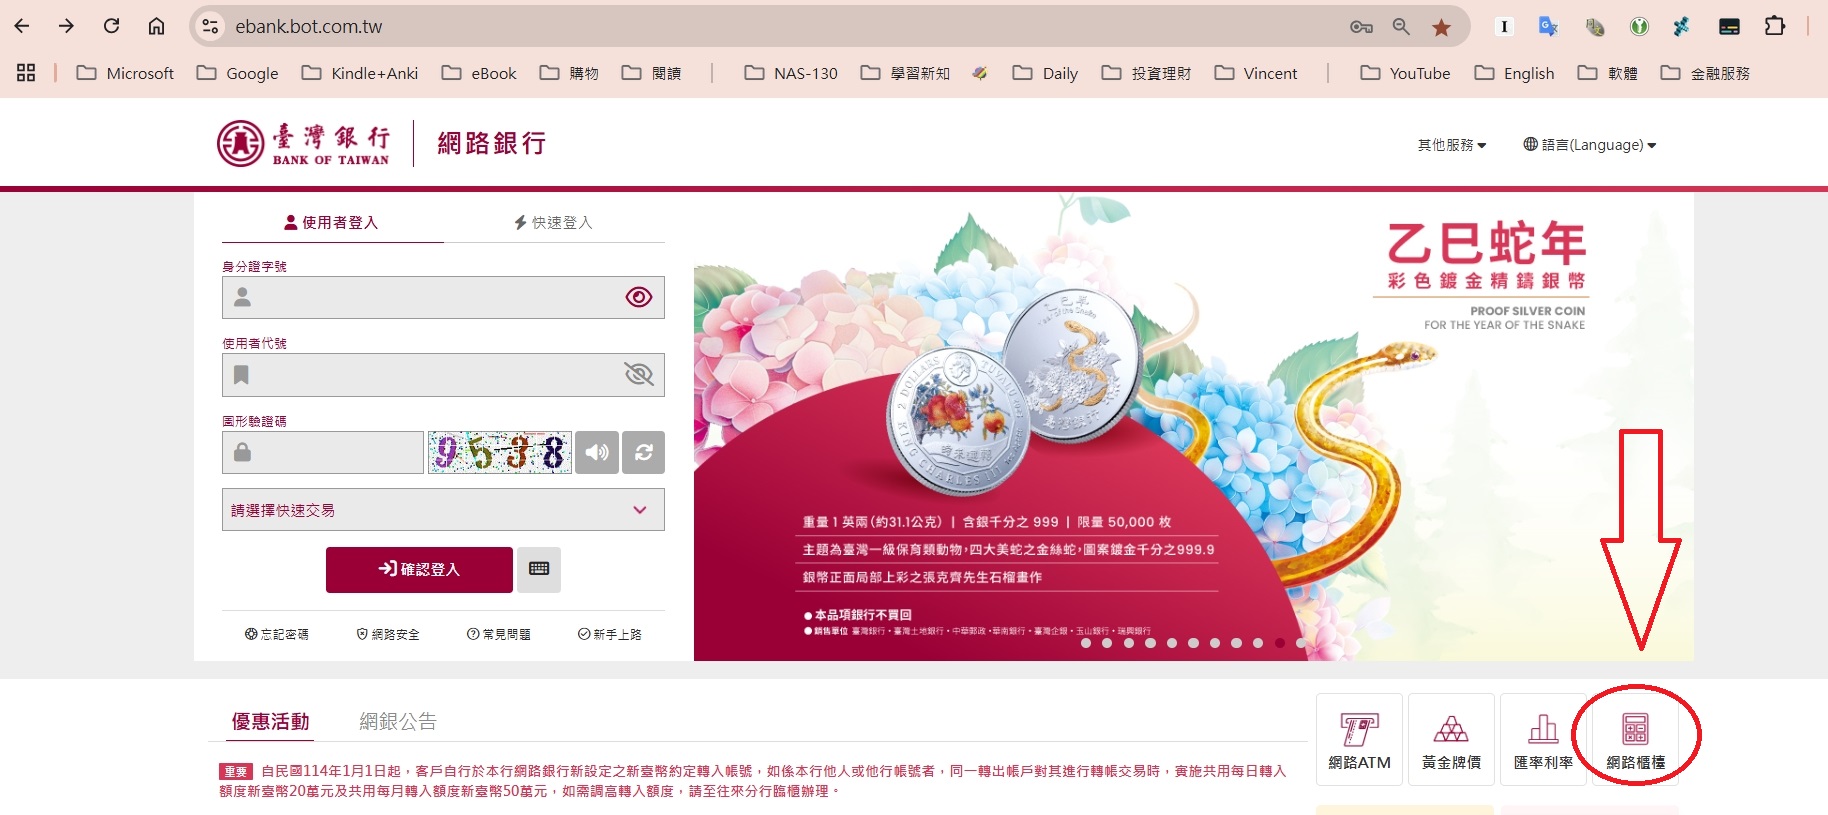 ebank.bot.com.tw
Microsoft Google Kindle+Anki eBook 購物 閱讀 NAS-130 學習新知 Daily 投資理財 Vincent YouTube English 軟體 金融服務
臺灣銀行 網路銀行
BANK OF TAIWAN
其他服務 語言(Language)
使用者登入 快速登入
身分證字號
使用者代號
圖形驗證碼
9538
請選擇快速交易
確認登入
忘記密碼 網路安全 常見問題 新手上路
乙巳蛇年
彩色鍍金精鑄銀幣
PROOF SILVER COIN
FOR THE YEAR OF THE SNAKE
乙巳年
Year of the Snake
2 DOLLARS TUVALU
KING CHARLES III
重量 1 英兩(約31.1公克) | 含銀千分之 999 | 限量 50,000 枚
主題為臺灣一級保育類動物,四大美蛇之金絲蛇,圖案鍍金千分之999.9
銀幣正面局部上彩之張克齊先生石榴畫作
●本品項銀行不買回
●銷售單位 臺灣銀行・臺灣土地銀行・中華郵政・華南銀行・臺灣企銀・玉山銀行・瑞興銀行
優惠活動 網銀公告
重要 自民國114年1月1日起，客戶自行於本行網路銀行新設定之新臺幣約定轉入帳號，如係本行他人或他行帳號者，同一轉出帳戶對其進行轉帳交易時，實施共用每日轉入
額度新臺幣20萬元及共用每月轉入額度新臺幣50萬元，如需調高轉入額度，請至往來分行臨櫃辦理。
網路ATM 黃金牌價 匯率利率 網路櫃檯